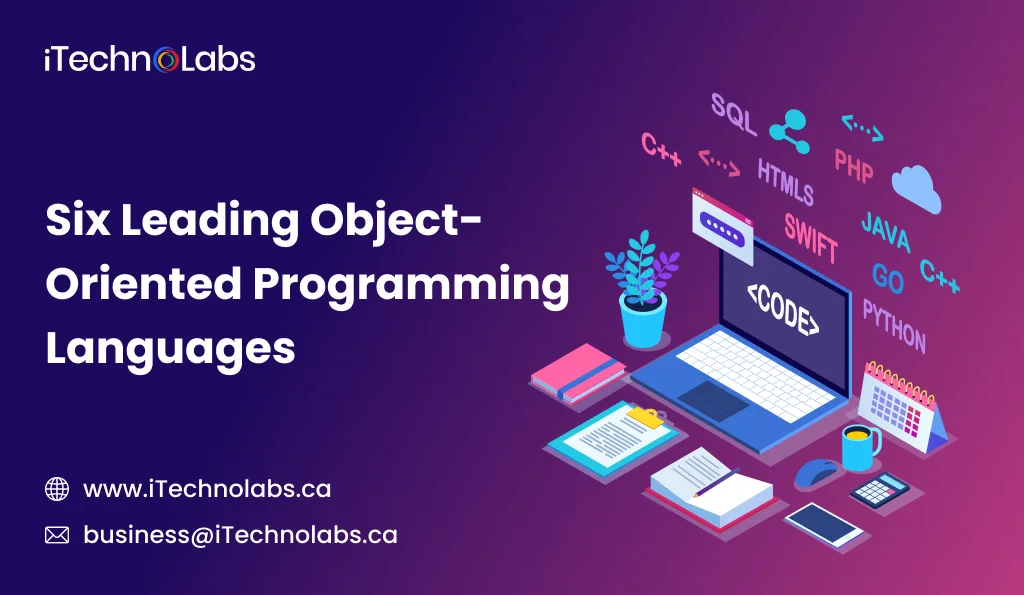 iTechnoLabs
Six Leading Object-
Oriented Programming
Languages
www.iTechnolabs.ca
business@iTechnolabs.ca
SQL
<···>
C++
<···>
HTMLS
PHP
SWIFT
JAVA
GO
C++
PYTHON
<CODE>